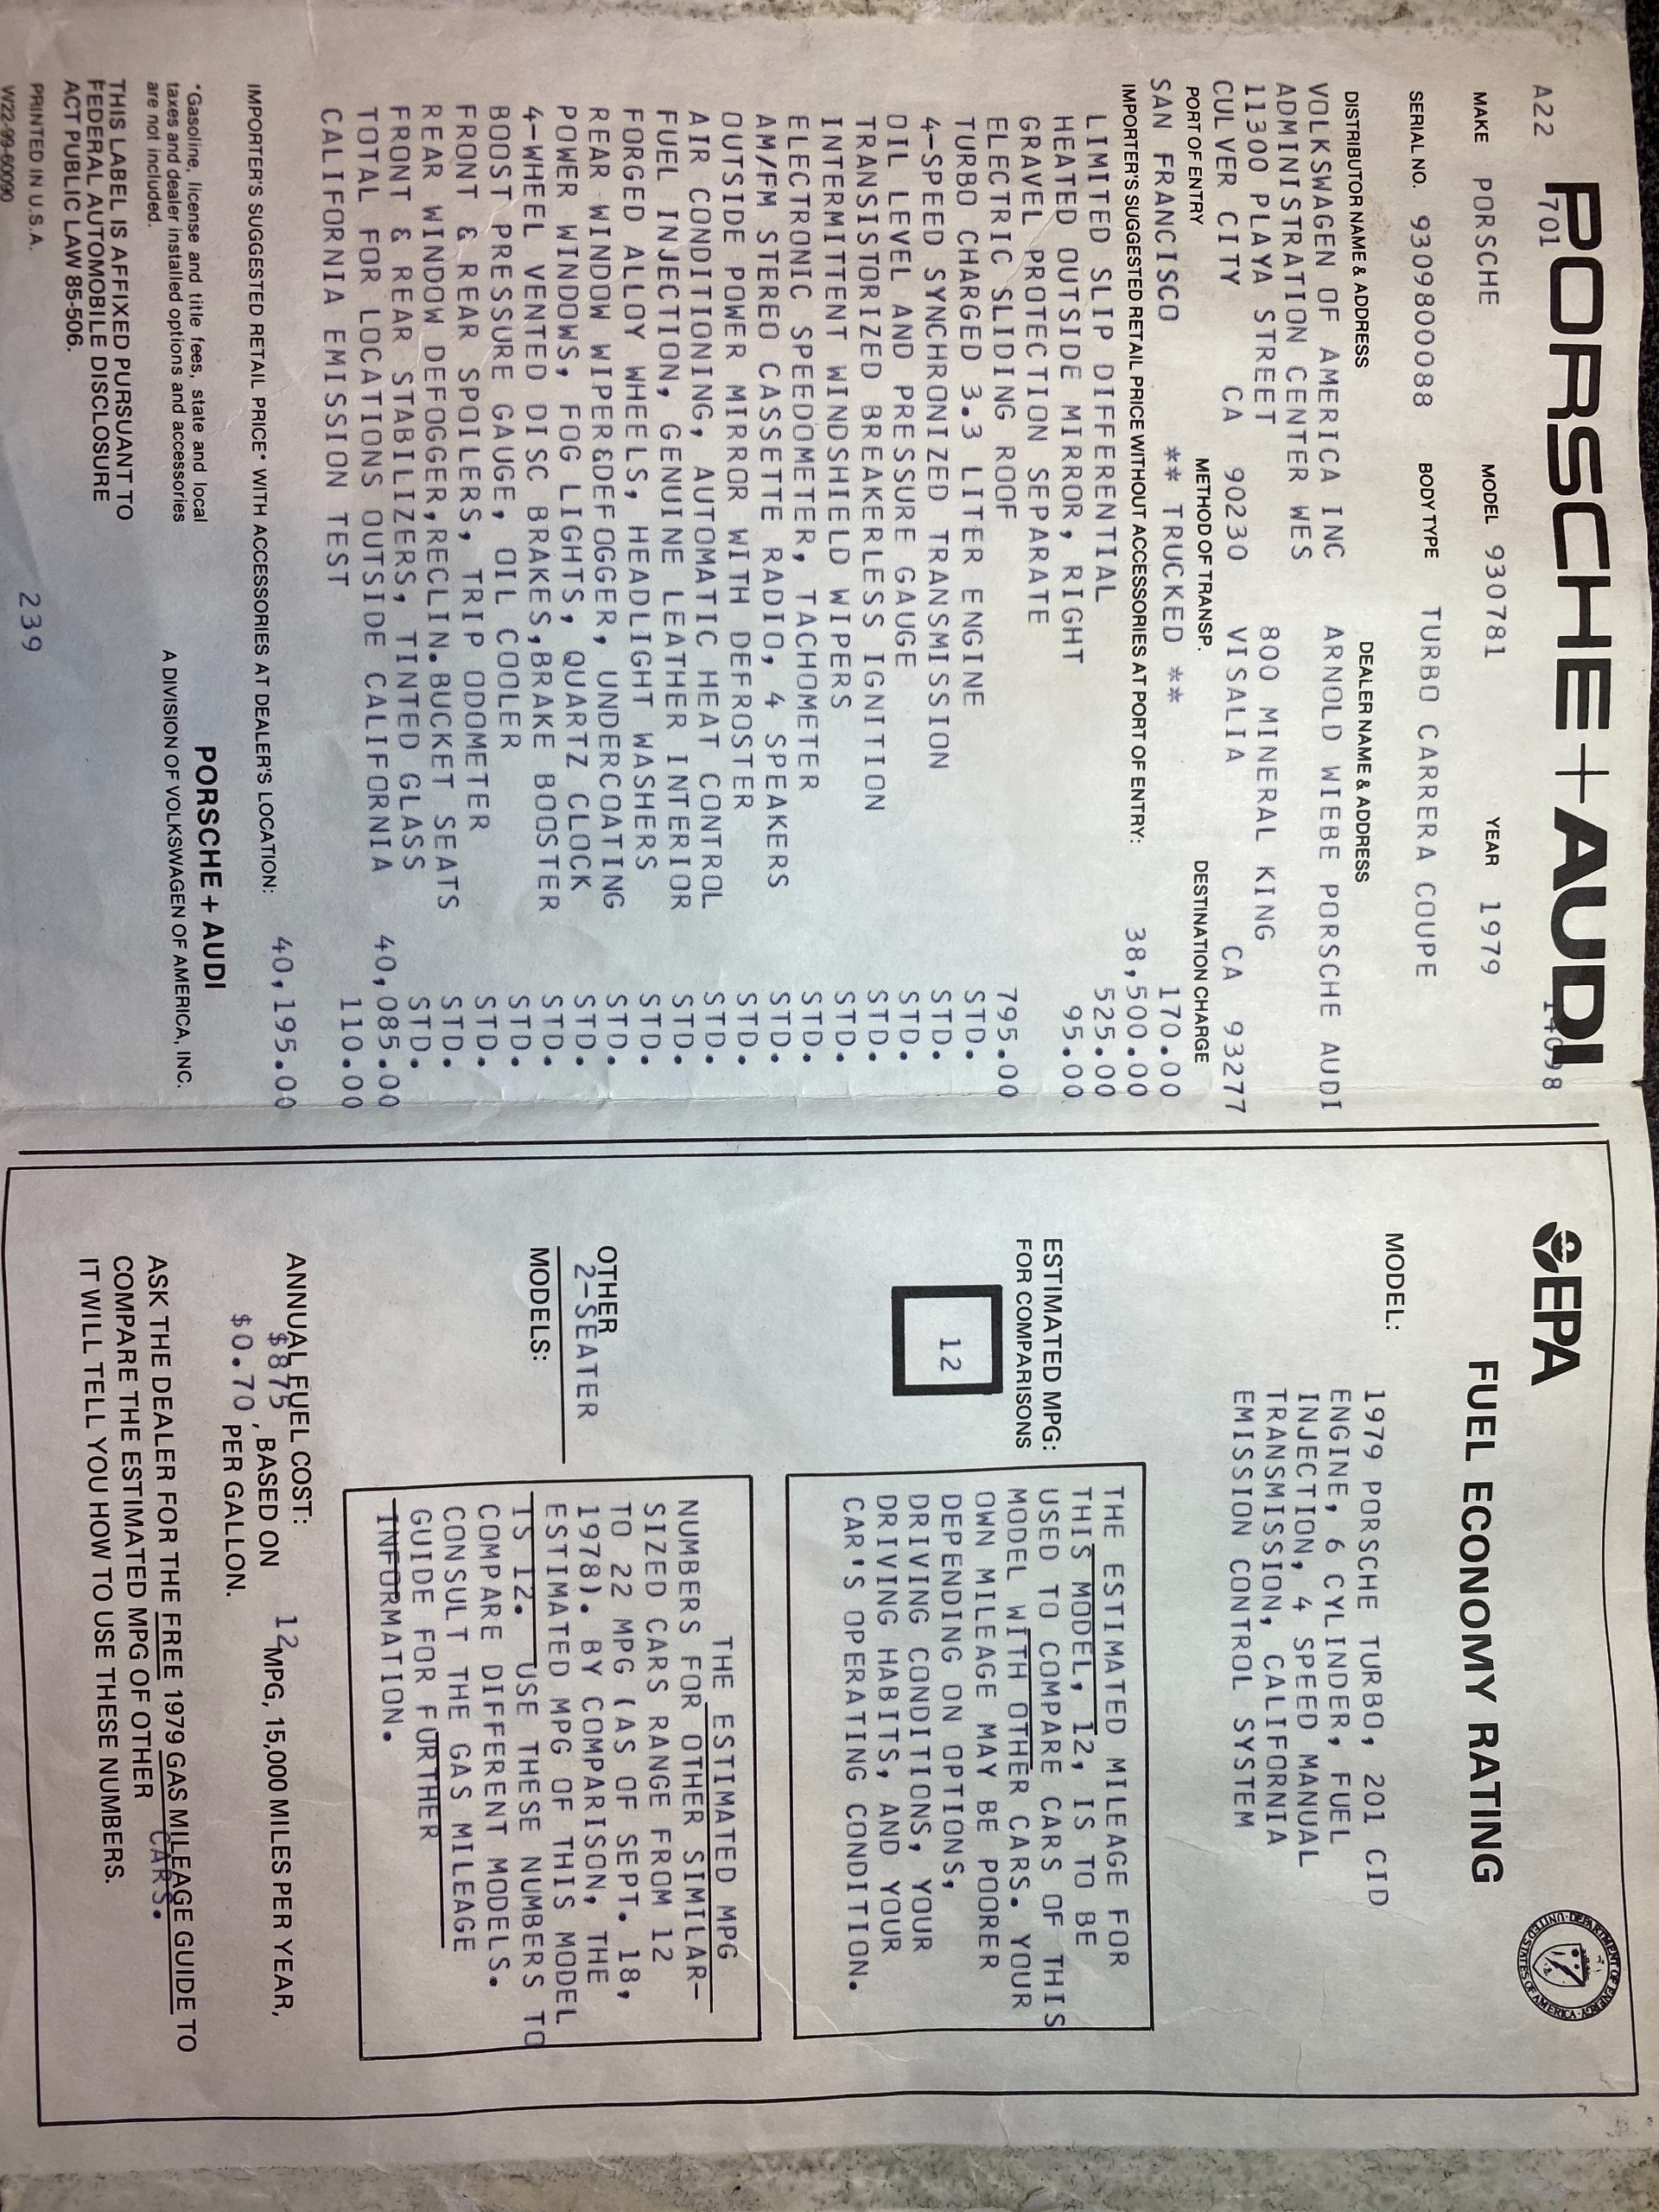 PORSCHE+AUDI
A22 701 14098
MAKE PORSCHE MODEL 930781 YEAR 1979
SERIAL NO. 9309800088 BODY TYPE TURBO CARRERA COUPE
DISTRIBUTOR NAME & ADDRESS DEALER NAME & ADDRESS
VOLKSWAGEN OF AMERICA INC ARNOLD WIEBE PORSCHE AUDI
ADMINISTRATION CENTER WES
11300 PLAYA STREET 800 MINERAL KING
CULVER CITY CA 90230 VISALIA CA 93277
PORT OF ENTRY METHOD OF TRANSP. DESTINATION CHARGE
SAN FRANCISCO ** TRUCKED ** 170.00
IMPORTER'S SUGGESTED RETAIL PRICE WITHOUT ACCESSORIES AT PORT OF ENTRY: 38,500.00
LIMITED SLIP DIFFERENTIAL 525.00
HEATED OUTSIDE MIRROR, RIGHT 95.00
GRAVEL PROTECTION SEPARATE
ELECTRIC SLIDING ROOF 795.00
TURBO CHARGED 3.3 LITER ENGINE STD.
4-SPEED SYNCHRONIZED TRANSMISSION STD.
OIL LEVEL AND PRESSURE GAUGE STD.
TRANSISTORIZED BREAKERLESS IGNITION STD.
INTERMITTENT WINDSHIELD WIPERS STD.
ELECTRONIC SPEEDOMETER, TACHOMETER STD.
AM/FM STEREO CASSETTE RADIO, 4 SPEAKERS STD.
OUTSIDE POWER MIRROR WITH DEFROSTER STD.
AIR CONDITIONING, AUTOMATIC HEAT CONTROL STD.
FUEL INJECTION, GENUINE LEATHER INTERIOR STD.
FORGED ALLOY WHEELS, HEADLIGHT WASHERS STD.
REAR WINDOW WIPER&DEFOGGER, UNDERCOATING STD.
POWER WINDOWS, FOG LIGHTS, QUARTZ CLOCK STD.
4-WHEEL VENTED DISC BRAKES,BRAKE BOOSTER STD.
BOOST PRESSURE GAUGE, OIL COOLER STD.
FRONT & REAR SPOILERS, TRIP ODOMETER STD.
REAR WINDOW DEFOGGER,RECLIN.BUCKET SEATS STD.
FRONT & REAR STABILIZERS, TINTED GLASS STD.
TOTAL FOR LOCATIONS OUTSIDE CALIFORNIA 40,085.00
CALIFORNIA EMISSION TEST 110.00
IMPORTER'S SUGGESTED RETAIL PRICE* WITH ACCESSORIES AT DEALER'S LOCATION: 40,195.00
*Gasoline, license and title fees, state and local
taxes and dealer installed options and accessories
are not included.
PORSCHE + AUDI
A DIVISION OF VOLKSWAGEN OF AMERICA, INC.
THIS LABEL IS AFFIXED PURSUANT TO
FEDERAL AUTOMOBILE DISCLOSURE
ACT PUBLIC LAW 85-506.
PRINTED IN U.S.A.
W22-99-60090
239
EPA
FUEL ECONOMY RATING
DEPARTMENT OF ENERGY
UNITED STATES OF AMERICA
MODEL:
1979 PORSCHE TURBO, 201 CID
ENGINE, 6 CYLINDER, FUEL
INJECTION, 4 SPEED MANUAL
TRANSMISSION, CALIFORNIA
EMISSION CONTROL SYSTEM
ESTIMATED MPG:
FOR COMPARISONS
12
THE ESTIMATED MILEAGE FOR
THIS MODEL, 12, IS TO BE
USED TO COMPARE CARS OF THIS
MODEL WITH OTHER CARS. YOUR
OWN MILEAGE MAY BE POORER
DEPENDING ON OPTIONS,
DRIVING CONDITIONS, YOUR
DRIVING HABITS, AND YOUR
CAR'S OPERATING CONDITION.
OTHER
2-SEATER
MODELS:
THE ESTIMATED MPG
NUMBERS FOR OTHER SIMILAR-
SIZED CARS RANGE FROM 12
TO 22 MPG (AS OF SEPT. 18,
1978). BY COMPARISON, THE
ESTIMATED MPG OF THIS MODEL
IS 12. USE THESE NUMBERS TO
COMPARE DIFFERENT MODELS.
CONSULT THE GAS MILEAGE
GUIDE FOR FURTHER
INFORMATION.
ANNUAL FUEL COST:
$875, BASED ON 12 MPG, 15,000 MILES PER YEAR,
$0.70 PER GALLON.
ASK THE DEALER FOR THE FREE 1979 GAS MILEAGE GUIDE TO
COMPARE THE ESTIMATED MPG OF OTHER CARS.
IT WILL TELL YOU HOW TO USE THESE NUMBERS.